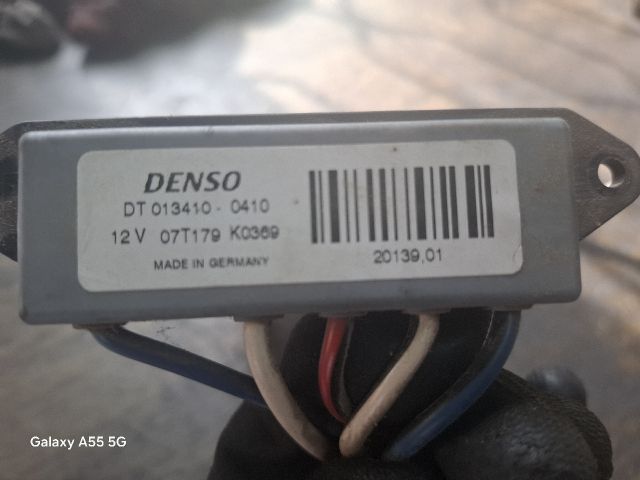 DENSO
DT 013410 - 0410
12 V 07T179 K0369
MADE IN GERMANY
20139,01
Galaxy A55 5G